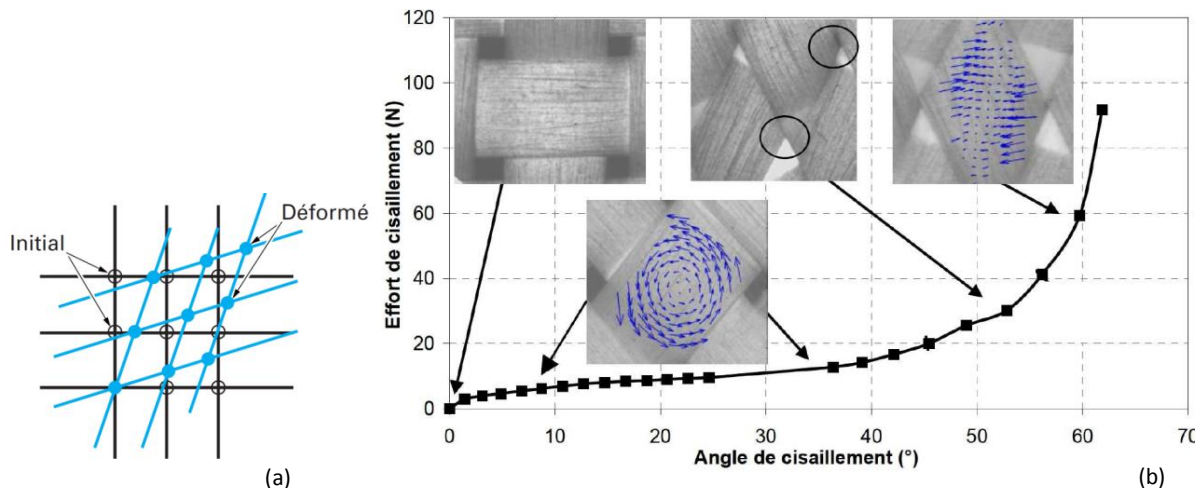 Initial
Déformé
(a)
Effort de cisaillement (N)
120
100
80
60
40
20
0
0
10
20
30
40
50
60
70
Angle de cisaillement (°)
(b)